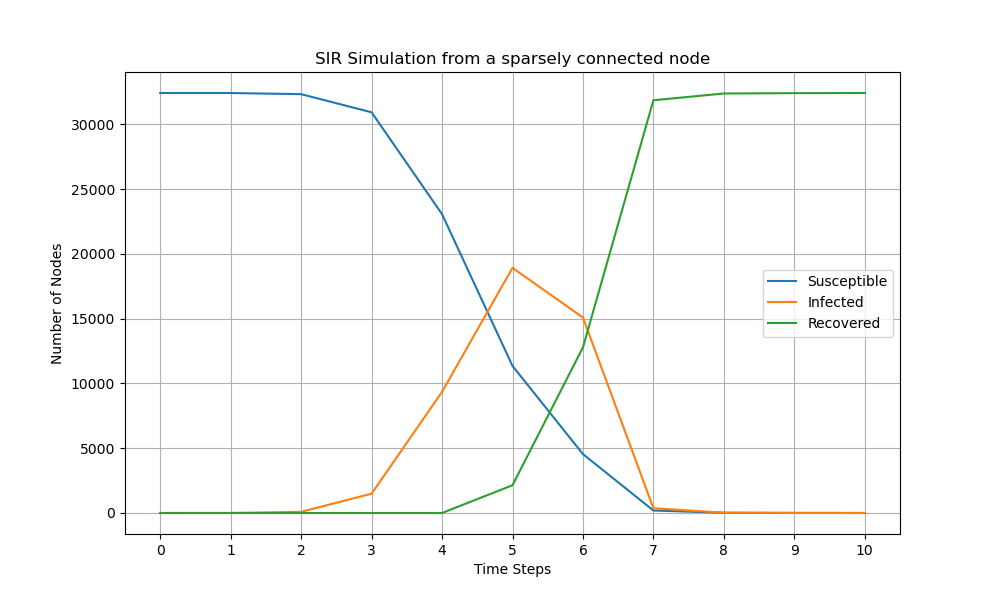 SIR Simulation from a sparsely connected node
Number of Nodes
30000
25000
20000
15000
10000
5000
0
Susceptible
Infected
Recovered
0 1 2 3 4 5 6 7 8 9 10
Time Steps